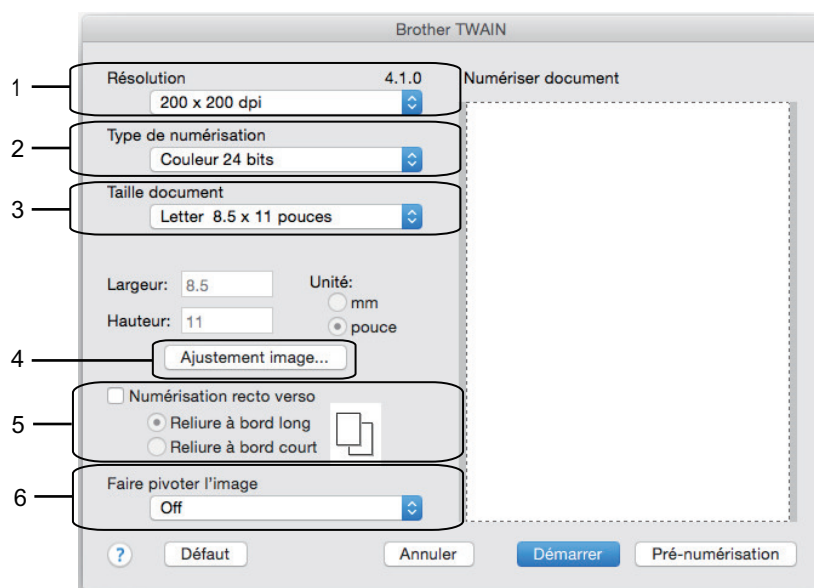 Brother TWAIN
1
Résolution 4.1.0
200 x 200 dpi
2
Type de numérisation
Couleur 24 bits
3
Taille document
Letter 8.5 x 11 pouces
Largeur: 8.5
Hauteur: 11
Unité:
mm
pouce
4
Ajustement image...
5
Numérisation recto verso
Reliure à bord long
Reliure à bord court
6
Faire pivoter l'image
Off
Numériser document
?
Défaut
Annuler
Démarrer
Pré-numérisation